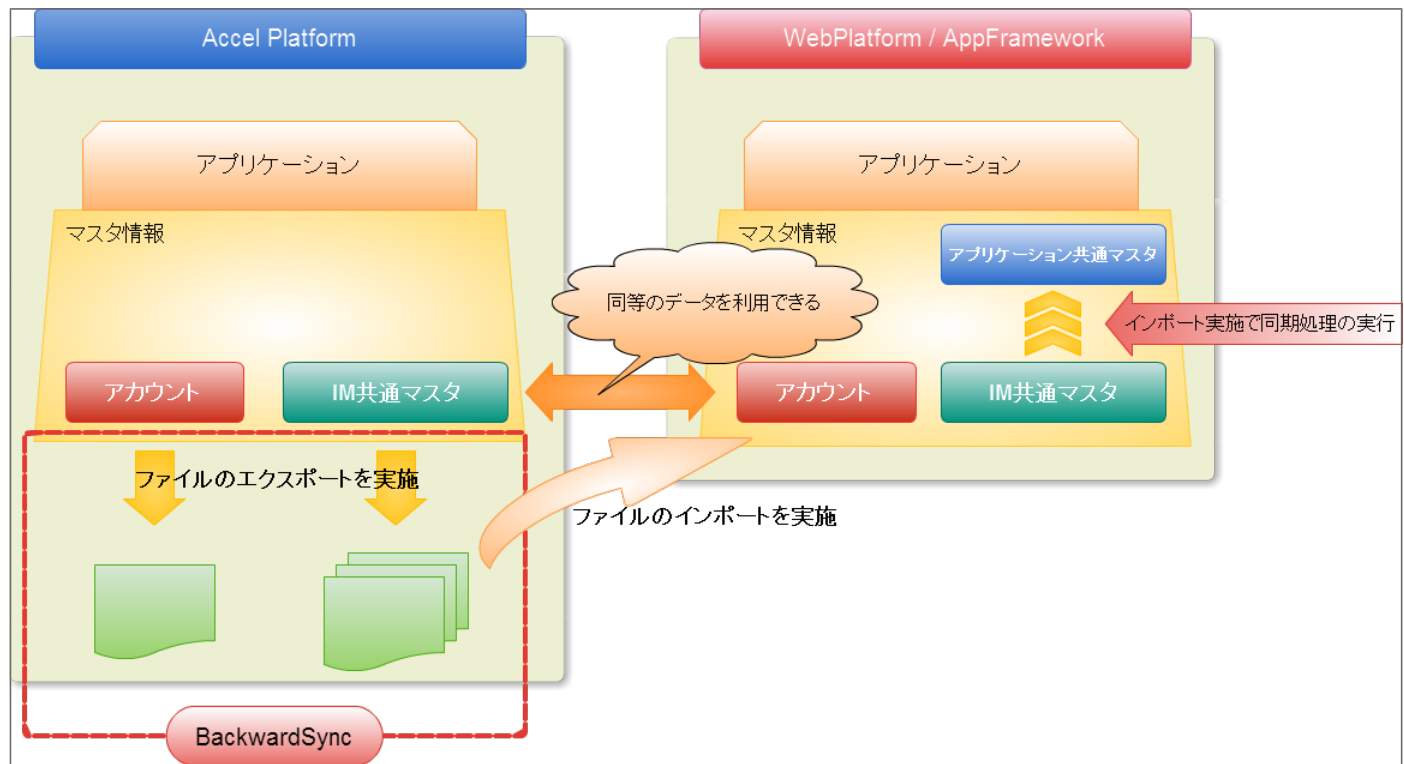 Accel Platform
WebPlatform / AppFramework
アプリケーション
アプリケーション
マスタ情報
マスタ情報
アプリケーション共通マスタ
同等のデータを利用できる
インポート実施で同期処理の実行
アカウント
IM共通マスタ
アカウント
IM共通マスタ
ファイルのエクスポートを実施
ファイルのインポートを実施
BackwardSync